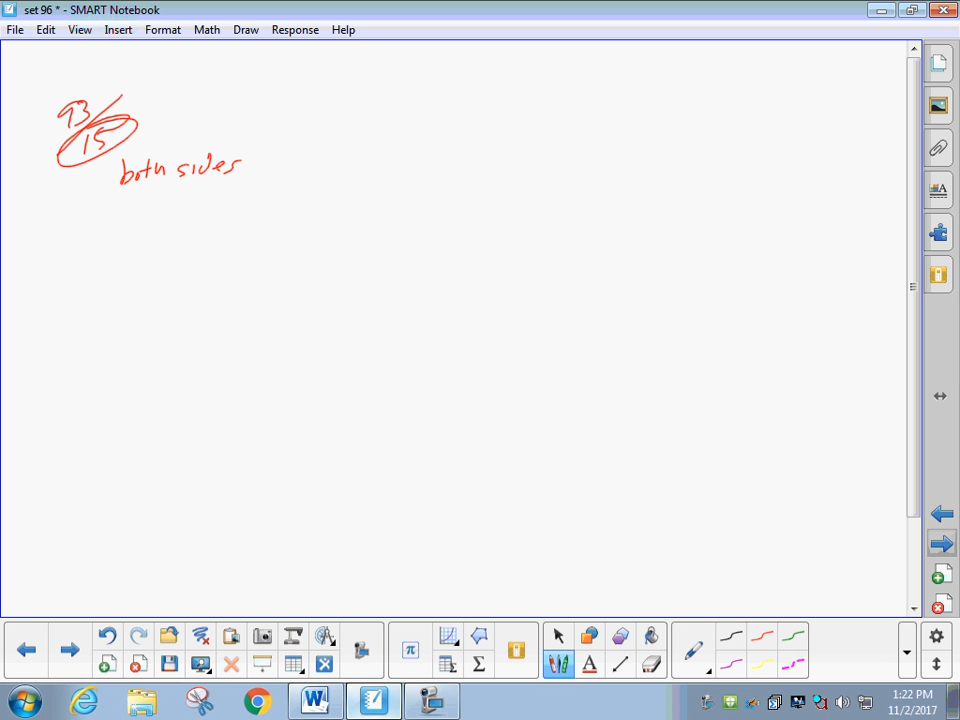 set 96 * - SMART Notebook
File Edit View Insert Format Math Draw Response Help
93/
15
both sides
1:22 PM
11/2/2017